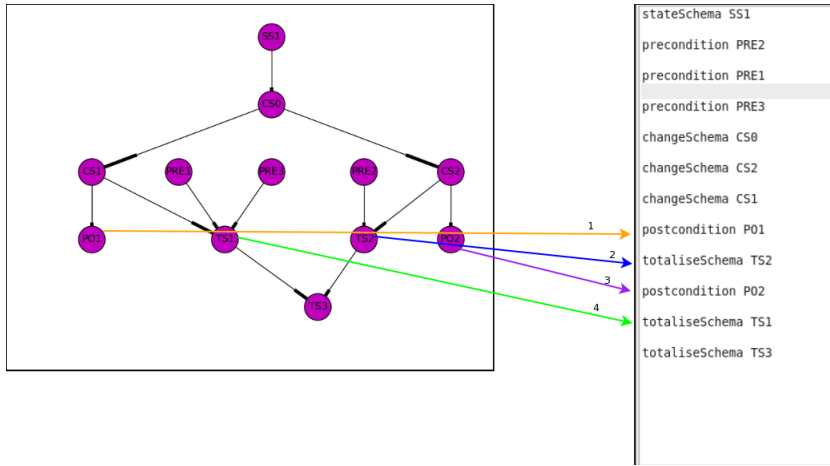 SS1
CS0
CS1 PRE1 PRE3 PRE2 CS2
PO1 TS1 TS2 PO2
TS3
1
2
3
4
stateSchema SS1
precondition PRE2
precondition PRE1
precondition PRE3
changeSchema CS0
changeSchema CS2
changeSchema CS1
postcondition PO1
totaliseSchema TS2
postcondition PO2
totaliseSchema TS1
totaliseSchema TS3